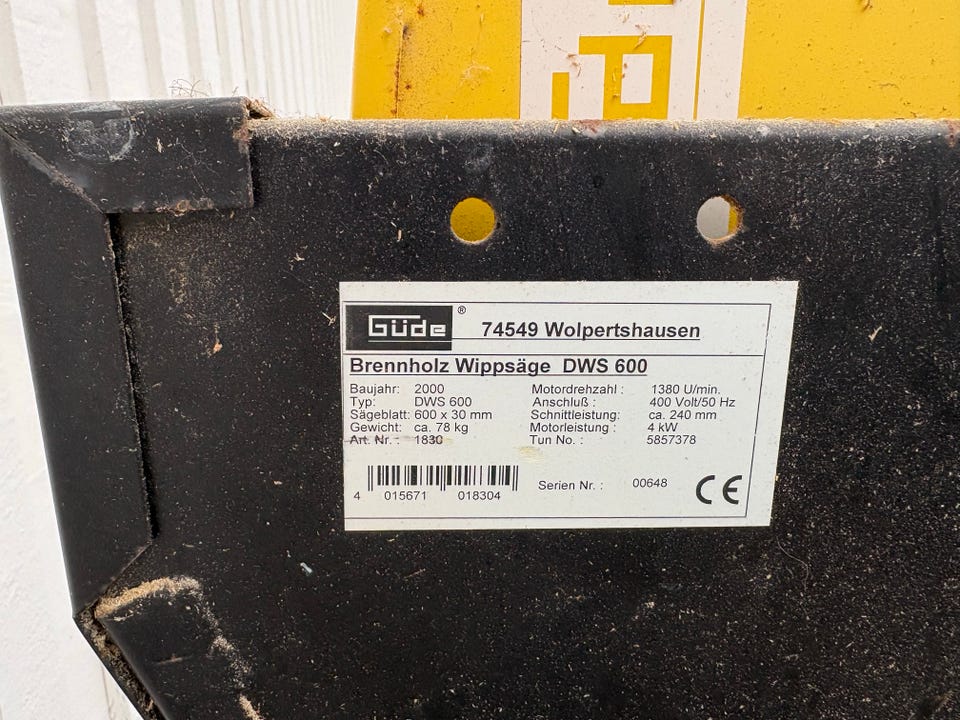 Güde ® 74549 Wolpertshausen
Brennholz Wippsäge DWS 600
Baujahr: 2000 Motordrehzahl : 1380 U/min.
Typ: DWS 600 Anschluß : 400 Volt/50 Hz
Sägeblatt: 600 x 30 mm Schnittleistung: ca. 240 mm
Gewicht: ca. 78 kg Motorleistung : 4 kW
Art. Nr. : 1830 Tun No. : 5857378
4 015671 018304 Serien Nr. : 00648 CE